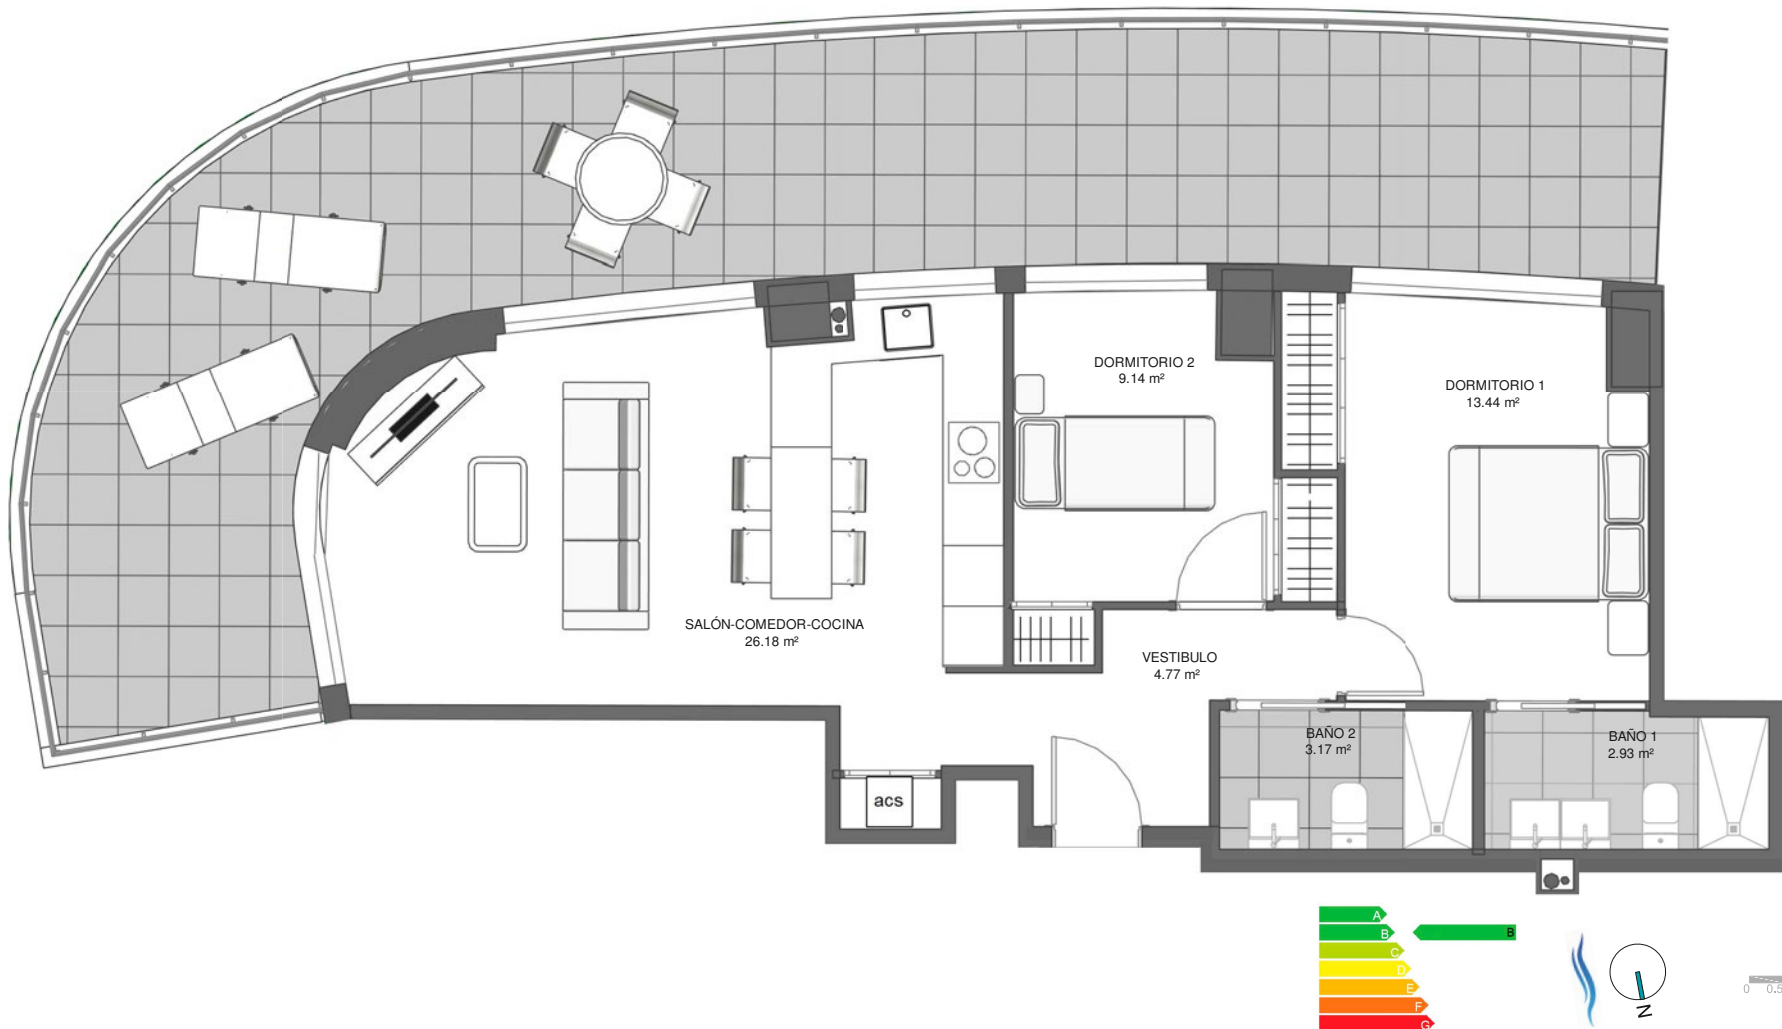 DORMITORIO 2
9.14 m²
DORMITORIO 1
13.44 m²
SALÓN-COMEDOR-COCINA
26.18 m²
VESTIBULO
4.77 m²
BAÑO 2
3.17 m²
BAÑO 1
2.93 m²
acs
A
B
B
C
D
E
F
G
N
0 0.5